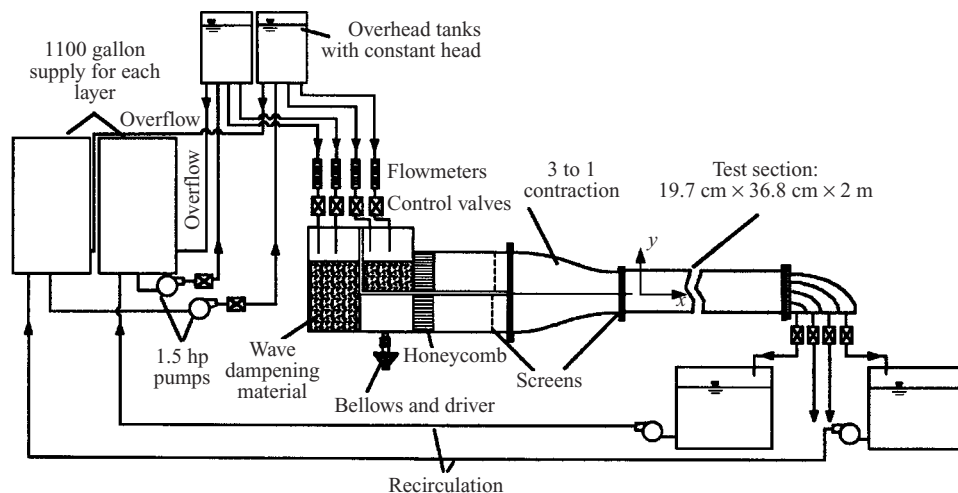 Overhead tanks
with constant head
1100 gallon
supply for each
layer
Overflow
Overflow
Flowmeters
Control valves
3 to 1
contraction
Test section:
19.7 cm × 36.8 cm × 2 m
y
x
1.5 hp
pumps
Wave
dampening
material
Honeycomb
Screens
Bellows and driver
Recirculation